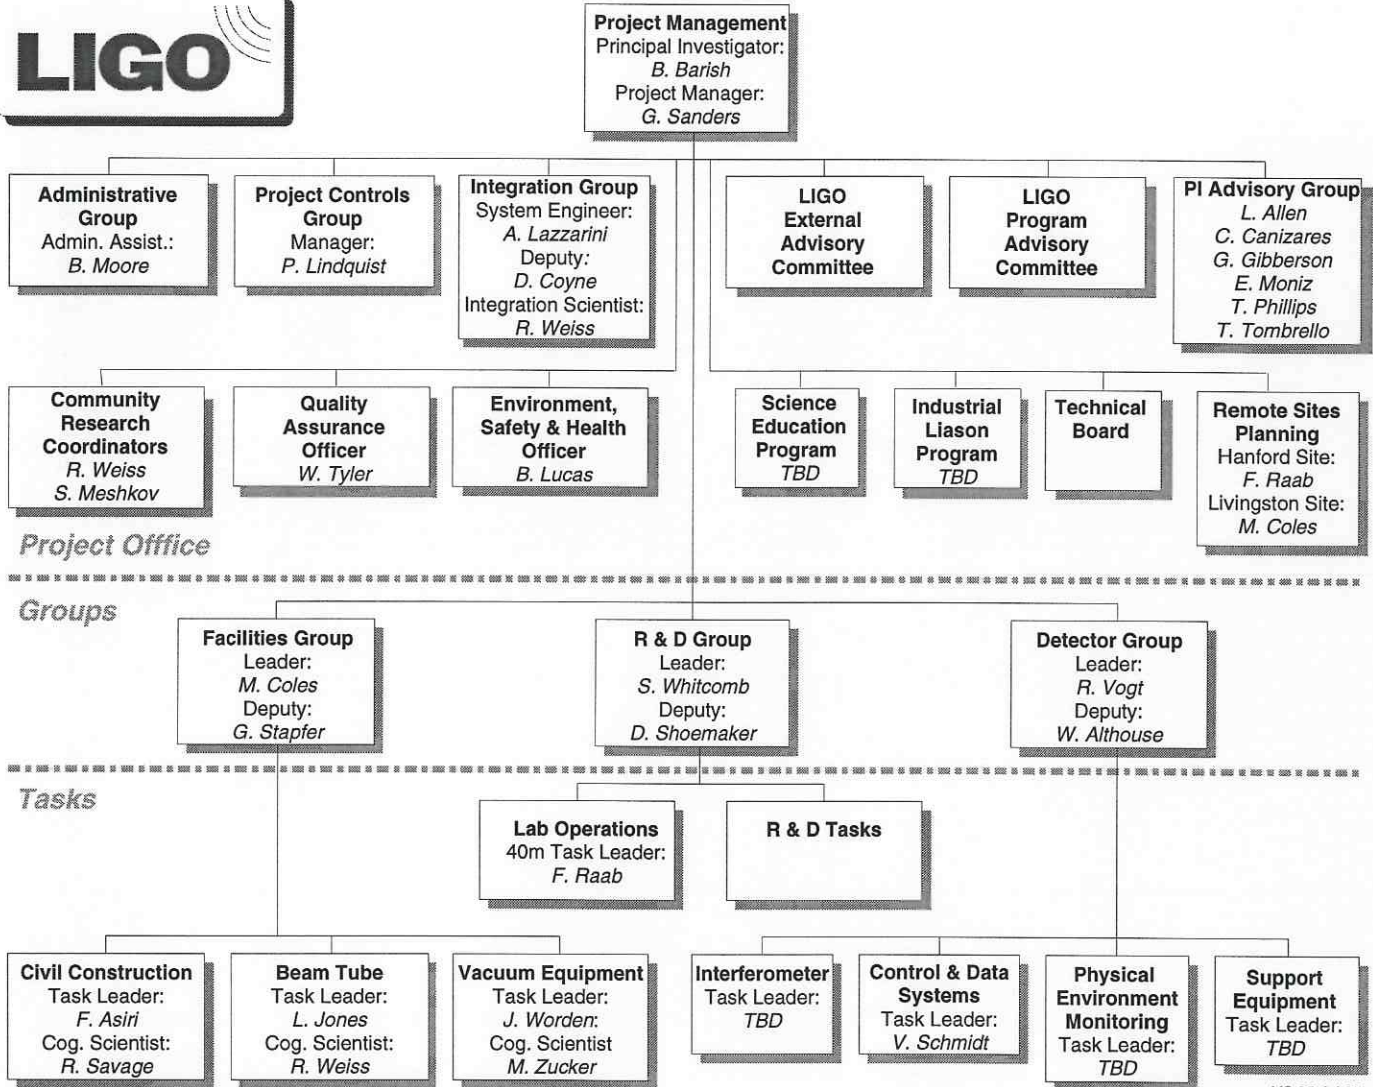 LIGO
Project Management
Principal Investigator:
B. Barish
Project Manager:
G. Sanders
Administrative
Group
Admin. Assist.:
B. Moore
Project Controls
Group
Manager:
P. Lindquist
Integration Group
System Engineer:
A. Lazzarini
Deputy:
D. Coyne
Integration Scientist:
R. Weiss
LIGO
External
Advisory
Committee
LIGO
Program
Advisory
Committee
PI Advisory Group
L. Allen
C. Canizares
G. Gibberson
E. Moniz
T. Phillips
T. Tombrello
Community
Research
Coordinators
R. Weiss
S. Meshkov
Quality
Assurance
Officer
W. Tyler
Environment,
Safety & Health
Officer
B. Lucas
Science
Education
Program
TBD
Industrial
Liason
Program
TBD
Technical
Board
Remote Sites
Planning
Hanford Site:
F. Raab
Livingston Site:
M. Coles
Project Offfice
Groups
Facilities Group
Leader:
M. Coles
Deputy:
G. Stapfer
R & D Group
Leader:
S. Whitcomb
Deputy:
D. Shoemaker
Detector Group
Leader:
R. Vogt
Deputy:
W. Althouse
Tasks
Lab Operations
40m Task Leader:
F. Raab
R & D Tasks
Civil Construction
Task Leader:
F. Asiri
Cog. Scientist:
R. Savage
Beam Tube
Task Leader:
L. Jones
Cog. Scientist:
R. Weiss
Vacuum Equipment
Task Leader:
J. Worden:
Cog. Scientist
M. Zucker
Interferometer
Task Leader:
TBD
Control & Data
Systems
Task Leader:
V. Schmidt
Physical
Environment
Monitoring
Task Leader:
TBD
Support
Equipment
Task Leader:
TBD